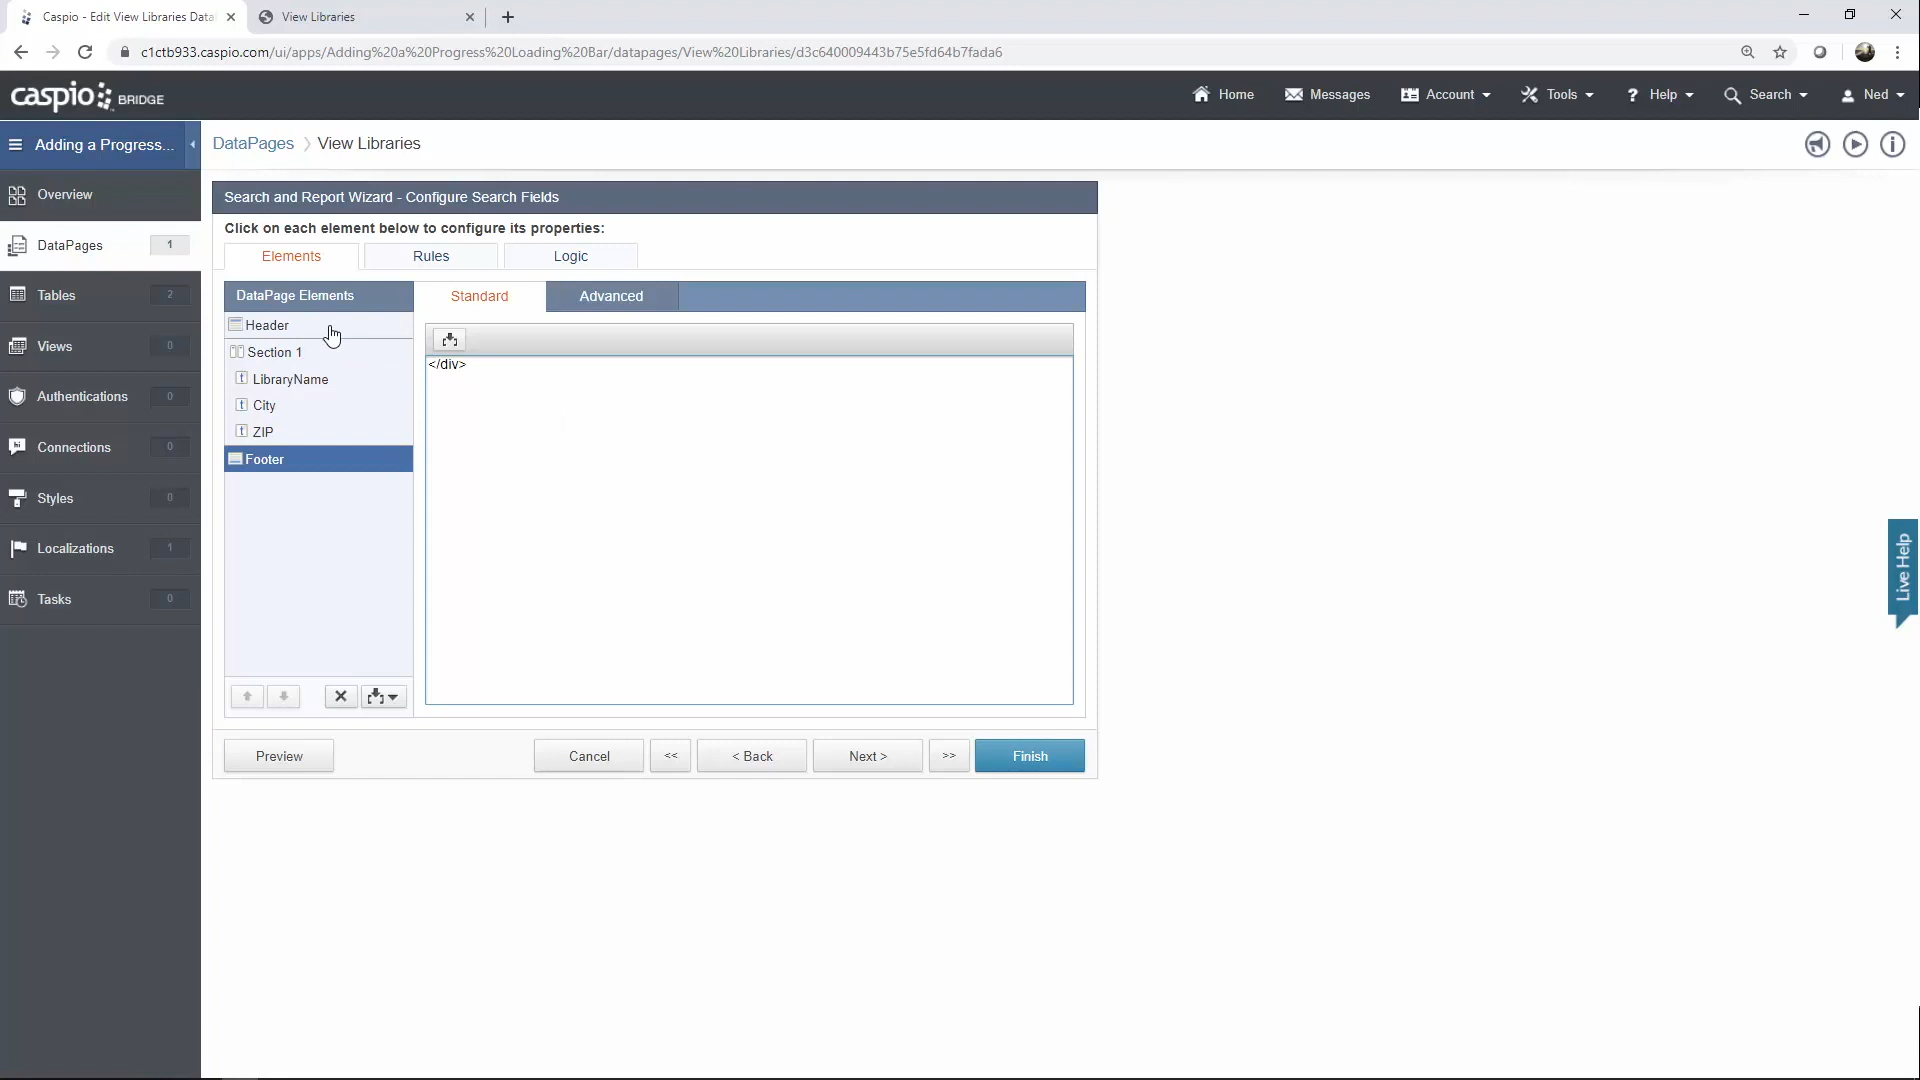 Caspio - Edit View Libraries Data
View Libraries
c1ctb933.caspio.com/ui/apps/Adding%20a%20Progress%20Loading%20Bar/datapages/View%20Libraries/d3c640009443b75e5fd64b7fada6
caspio BRIDGE
Home
Messages
Account
Tools
? Help
Search
Ned
Adding a Progress...
DataPages
View Libraries
Overview
DataPages 1
Tables 2
Views 0
Authentications 0
Connections 0
Styles 0
Localizations 1
Tasks 0
Search and Report Wizard - Configure Search Fields
Click on each element below to configure its properties:
Elements
Rules
Logic
DataPage Elements
Standard
Advanced
Header
Section 1
LibraryName
City
ZIP
Footer
</div>
Preview
Cancel
<<
< Back
Next >
>>
Finish
Live Help